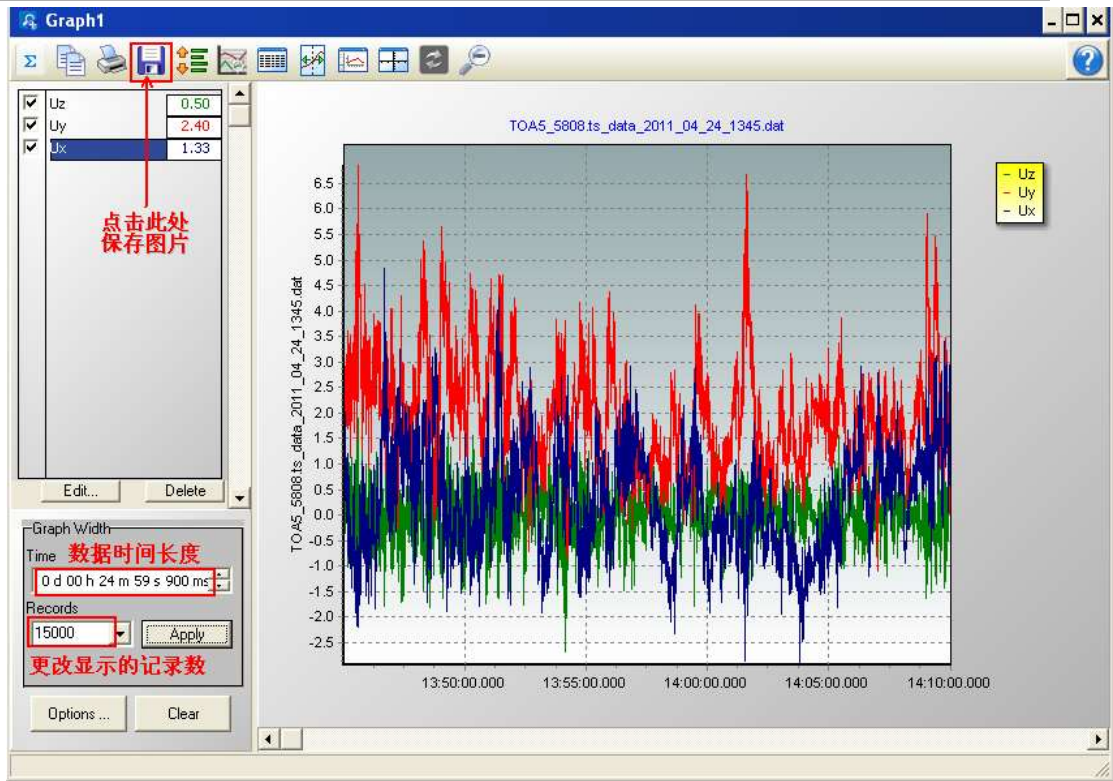 Graph1
Σ
?
Uz 0.50
Uy 2.40
Ux 1.33
点击此处
保存图片
Edit... Delete
Graph Width
Time 数据时间长度
0 d 00 h 24 m 59 s 900 ms
Records
15000 Apply
更改显示的记录数
Options ... Clear
TOA5_5808.ts_data_2011_04_24_1345.dat
TOA5_5808.ts_data_2011_04_24_1345.dat
6.5
6.0
5.5
5.0
4.5
4.0
3.5
3.0
2.5
2.0
1.5
1.0
0.5
0.0
-0.5
-1.0
-1.5
-2.0
-2.5
13:50:00.000 13:55:00.000 14:00:00.000 14:05:00.000 14:10:00.000
Uz
Uy
Ux